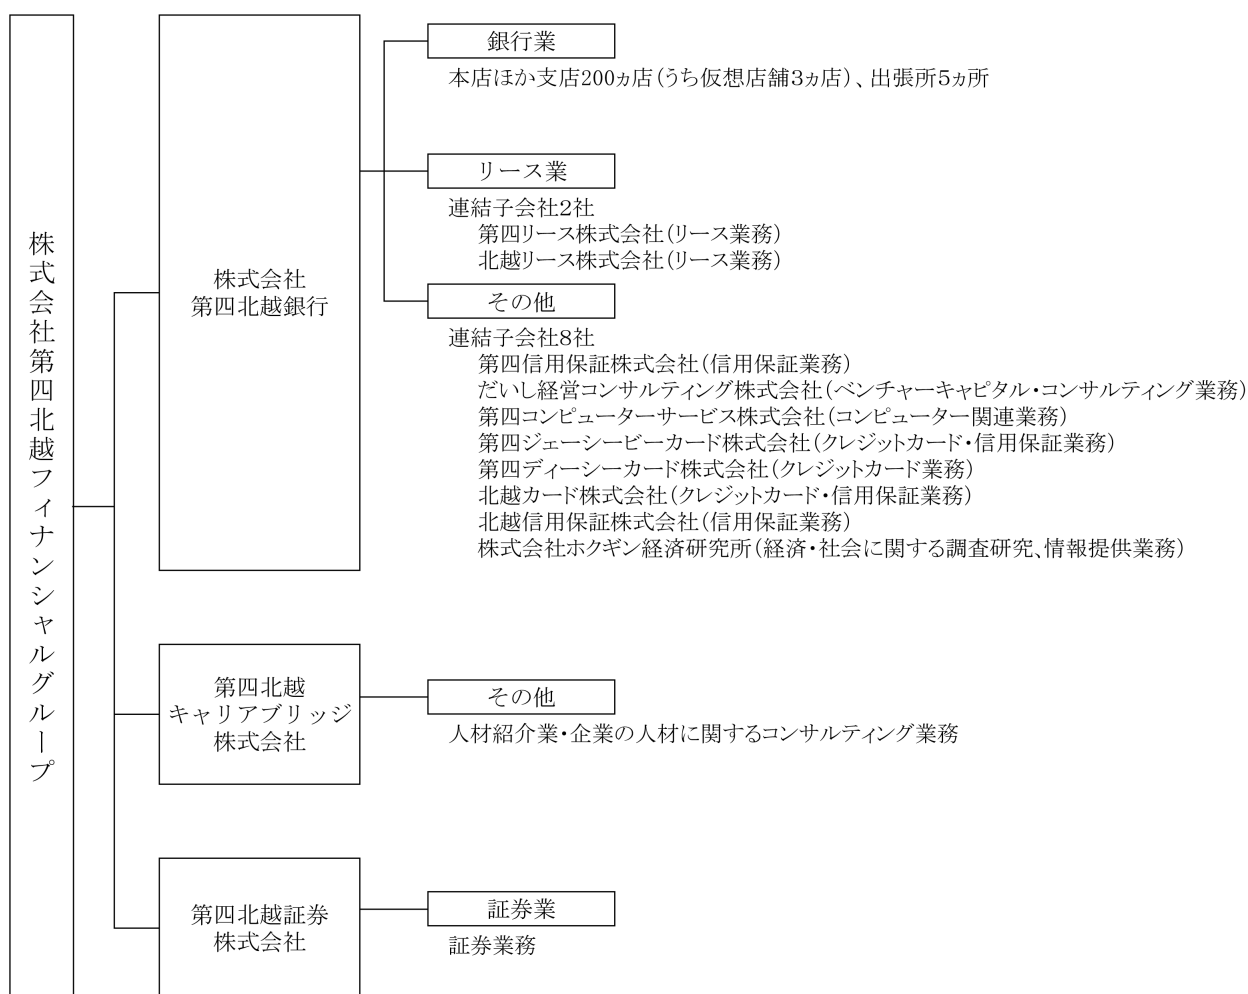 株式会社第四北越フィナンシャルグループ
株式会社
第四北越銀行
銀行業
本店ほか支店200ヵ店(うち仮想店舗3ヵ店)、出張所5ヵ所
リース業
連結子会社2社
第四リース株式会社(リース業務)
北越リース株式会社(リース業務)
その他
連結子会社8社
第四信用保証株式会社(信用保証業務)
だいし経営コンサルティング株式会社(ベンチャーキャピタル・コンサルティング業務)
第四コンピューターサービス株式会社(コンピューター関連業務)
第四ジェーシービーカード株式会社(クレジットカード・信用保証業務)
第四ディーシーカード株式会社(クレジットカード業務)
北越カード株式会社(クレジットカード・信用保証業務)
北越信用保証株式会社(信用保証業務)
株式会社ホクギン経済研究所(経済・社会に関する調査研究、情報提供業務)
第四北越
キャリアブリッジ
株式会社
その他
人材紹介業・企業の人材に関するコンサルティング業務
第四北越証券
株式会社
証券業
証券業務